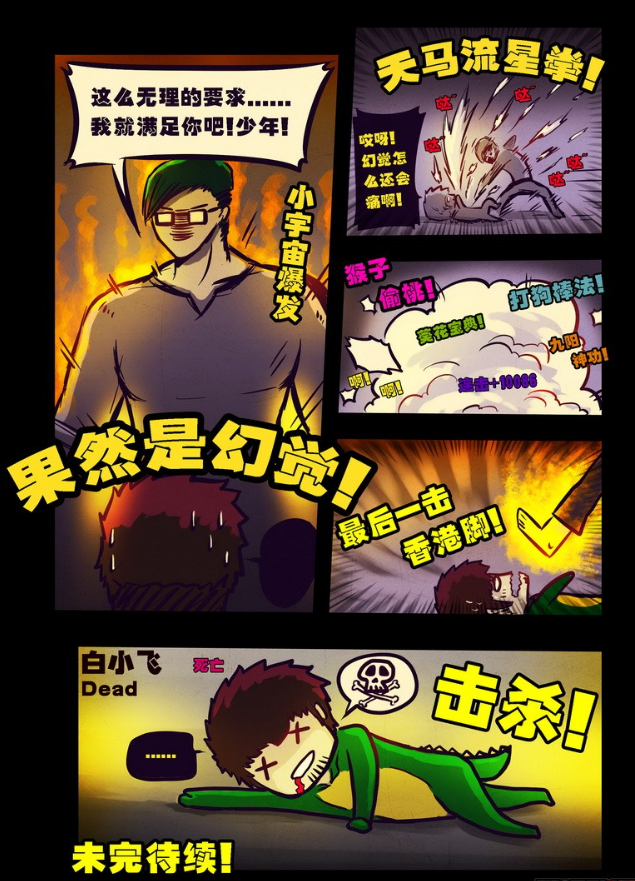 这么无理的要求......
我就满足你吧!少年!
小宇宙爆发
果然是幻觉!
天马流星拳!
哒~
哒~
哒~
哒~
哒~
哎呀!
幻觉怎
么还会
痛啊!
猴子
偷桃!
打狗棒法!
葵花宝典!
九阳
神功!
啊!
啊!
连击+10086
最后一击
香港脚!
白小飞
Dead
死亡
击杀!
......
未完待续!